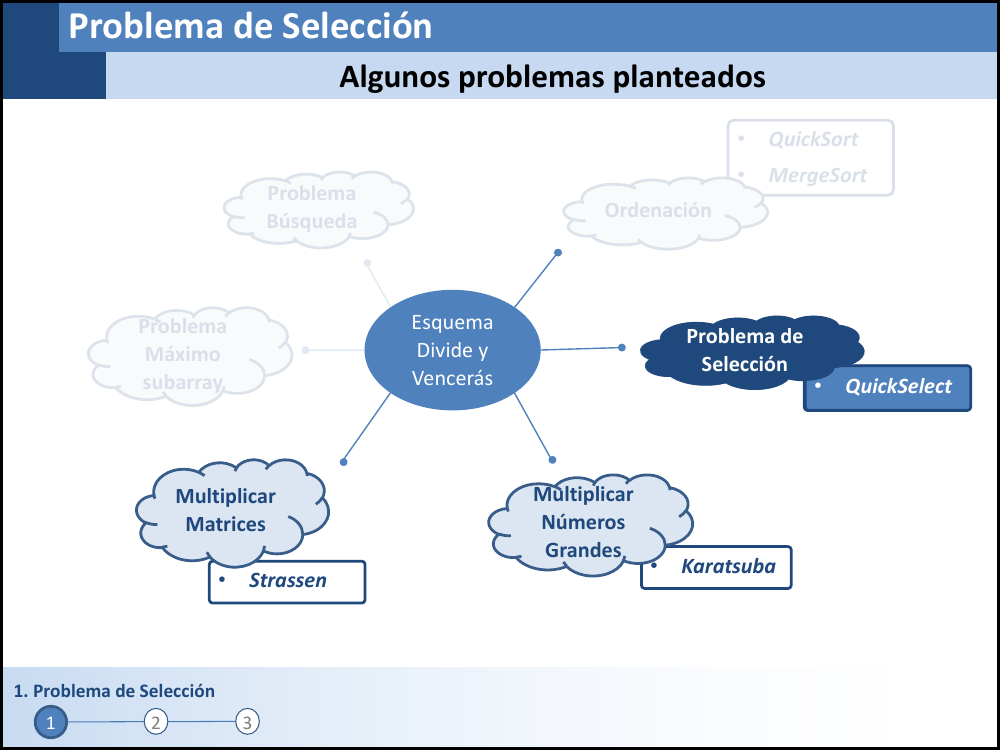 Problema de Selección
Algunos problemas planteados
• QuickSort
• MergeSort
Problema
Búsqueda
Ordenación
Esquema
Divide y
Vencerás
Problema
Máximo
subarray
Problema de
Selección
• QuickSelect
Multiplicar
Matrices
• Strassen
Multiplicar
Números
Grandes
• Karatsuba
1. Problema de Selección
1
2
3